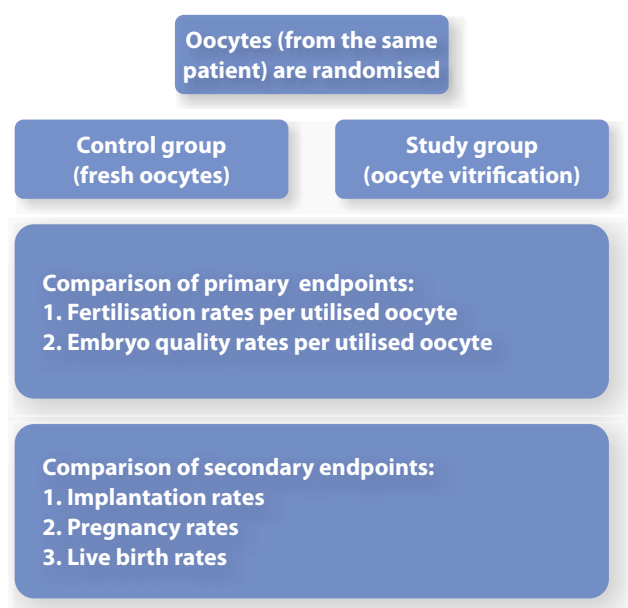 Oocytes (from the same
patient) are randomised
Control group
(fresh oocytes)
Study group
(oocyte vitrification)
Comparison of primary endpoints:
1. Fertilisation rates per utilised oocyte
2. Embryo quality rates per utilised oocyte
Comparison of secondary endpoints:
1. Implantation rates
2. Pregnancy rates
3. Live birth rates